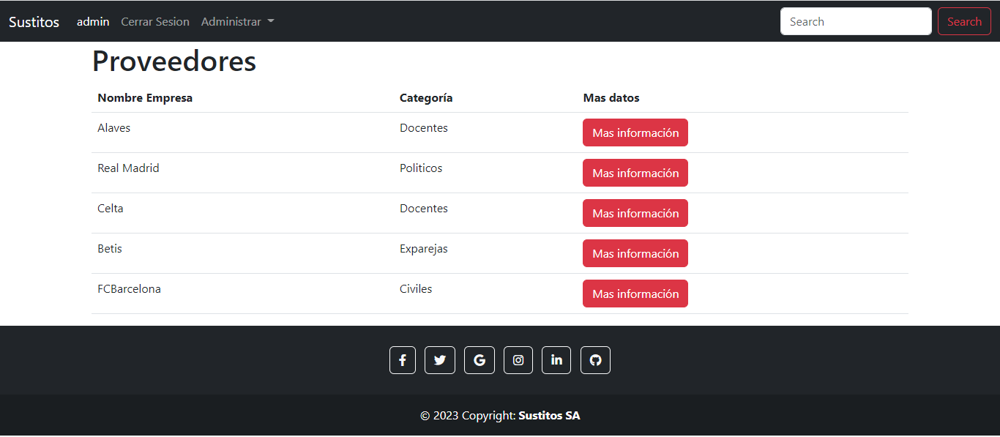 Sustitos admin Cerrar Sesion Administrar Search Search
Proveedores
Nombre Empresa Categoría Mas datos
Alaves Docentes Mas información
Real Madrid Politicos Mas información
Celta Docentes Mas información
Betis Exparejas Mas información
FCBarcelona Civiles Mas información
© 2023 Copyright: Sustitos SA